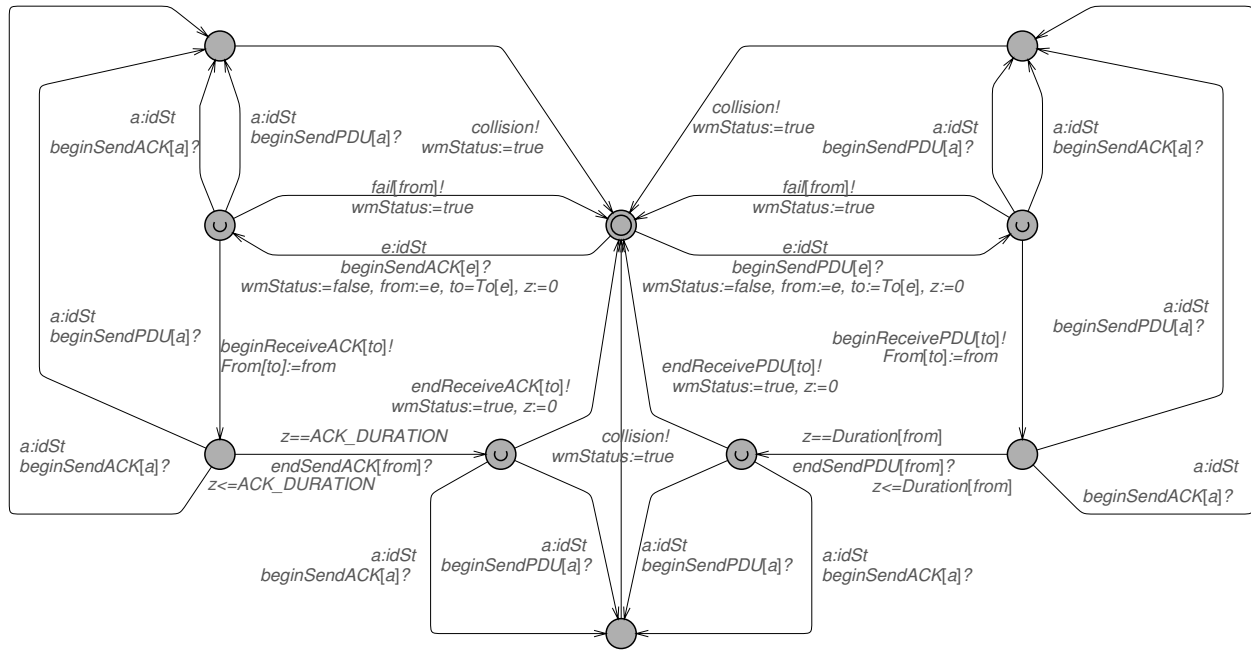 a:idSt
beginSendACK[a]?
a:idSt
beginSendPDU[a]?
collision!
wmStatus:=true
collision!
wmStatus:=true
a:idSt
beginSendPDU[a]?
a:idSt
beginSendACK[a]?
fail[from]!
wmStatus:=true
fail[from]!
wmStatus:=true
e:idSt
beginSendACK[e]?
wmStatus:=false, from:=e, to=To[e], z:=0
e:idSt
beginSendPDU[e]?
wmStatus:=false, from:=e, to:=To[e], z:=0
a:idSt
beginSendPDU[a]?
a:idSt
beginSendPDU[a]?
beginReceiveACK[to]!
From[to]:=from
beginReceivePDU[to]!
From[to]:=from
endReceiveACK[to]!
wmStatus:=true, z:=0
endReceivePDU[to]!
wmStatus:=true, z:=0
a:idSt
beginSendACK[a]?
z==ACK_DURATION
endSendACK[from]?
z<=ACK_DURATION
collision!
wmStatus:=true
z==Duration[from]
endSendPDU[from]?
z<=Duration[from]
a:idSt
beginSendACK[a]?
a:idSt
beginSendACK[a]?
a:idSt
beginSendPDU[a]?
a:idSt
beginSendPDU[a]?
a:idSt
beginSendACK[a]?